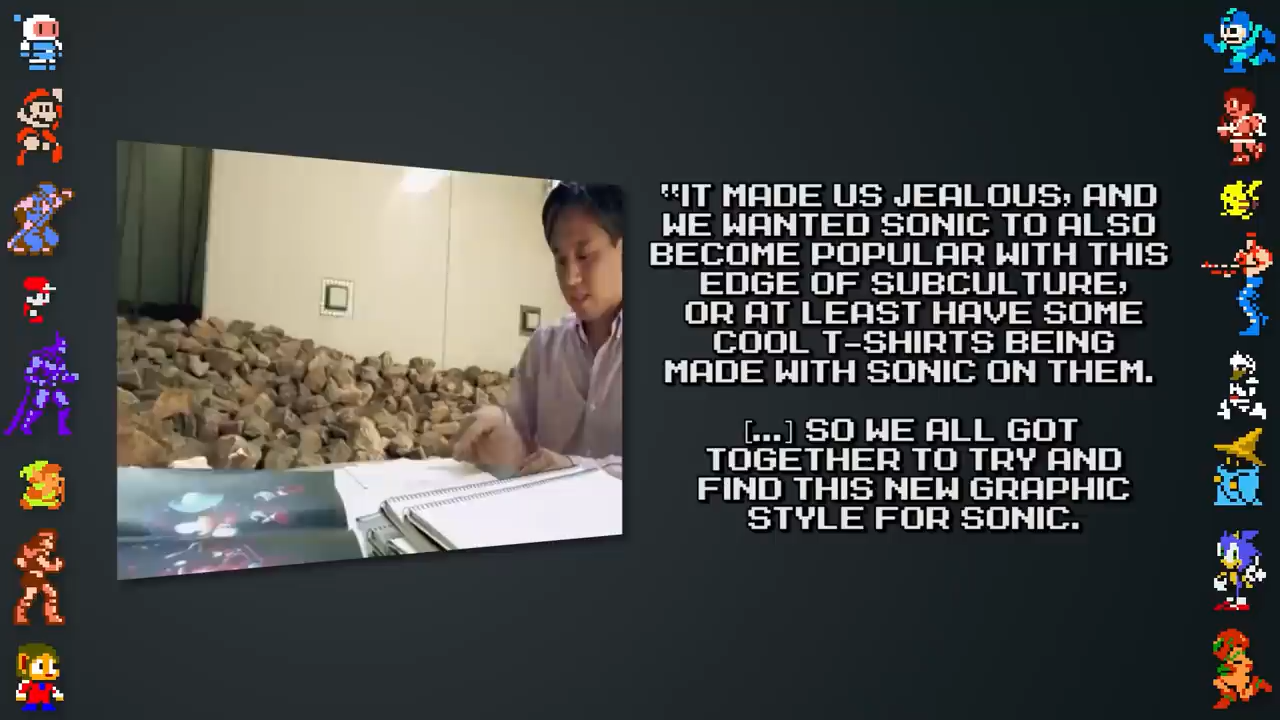 "IT MADE US JEALOUS, AND
WE WANTED SONIC TO ALSO
BECOME POPULAR WITH THIS
EDGE OF SUBCULTURE,
OR AT LEAST HAVE SOME
COOL T-SHIRTS BEING
MADE WITH SONIC ON THEM.
[...] SO WE ALL GOT
TOGETHER TO TRY AND
FIND THIS NEW GRAPHIC
STYLE FOR SONIC.